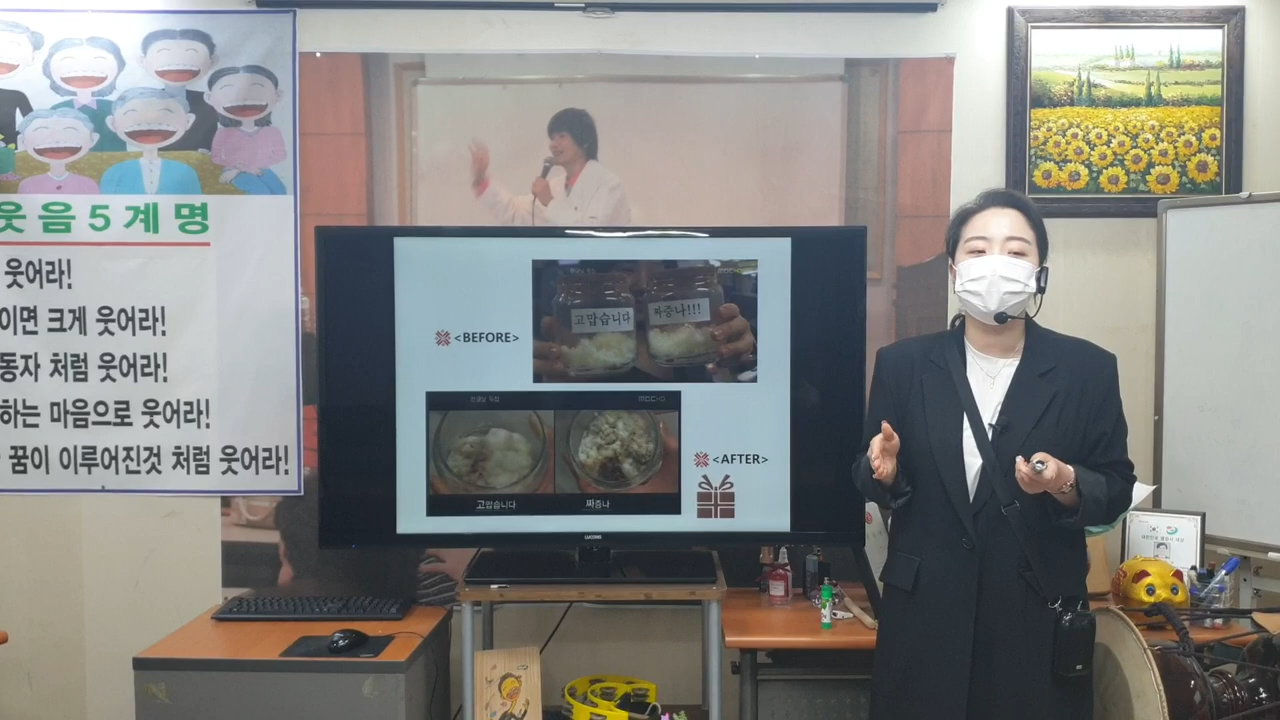 웃음5계명
웃어라!
이면 크게 웃어라!
동자 처럼 웃어라!
하는 마음으로 웃어라!
꿈이 이루어진것 처럼 웃어라!
<BEFORE>
고맙습니다
짜증나!!!
MBC
고맙습니다
짜증나
<AFTER>
LUCOMS